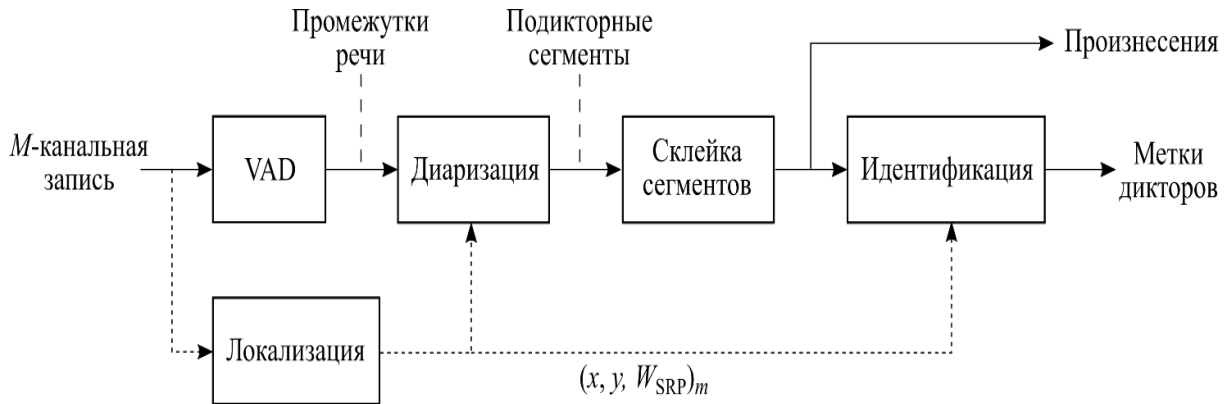 Промежутки
речи
Подикторные
сегменты
Произнесения
M-канальная
запись
VAD
Диаризация
Склейка
сегментов
Идентификация
Метки
дикторов
Локализация
(x, y, W_SRP)_m